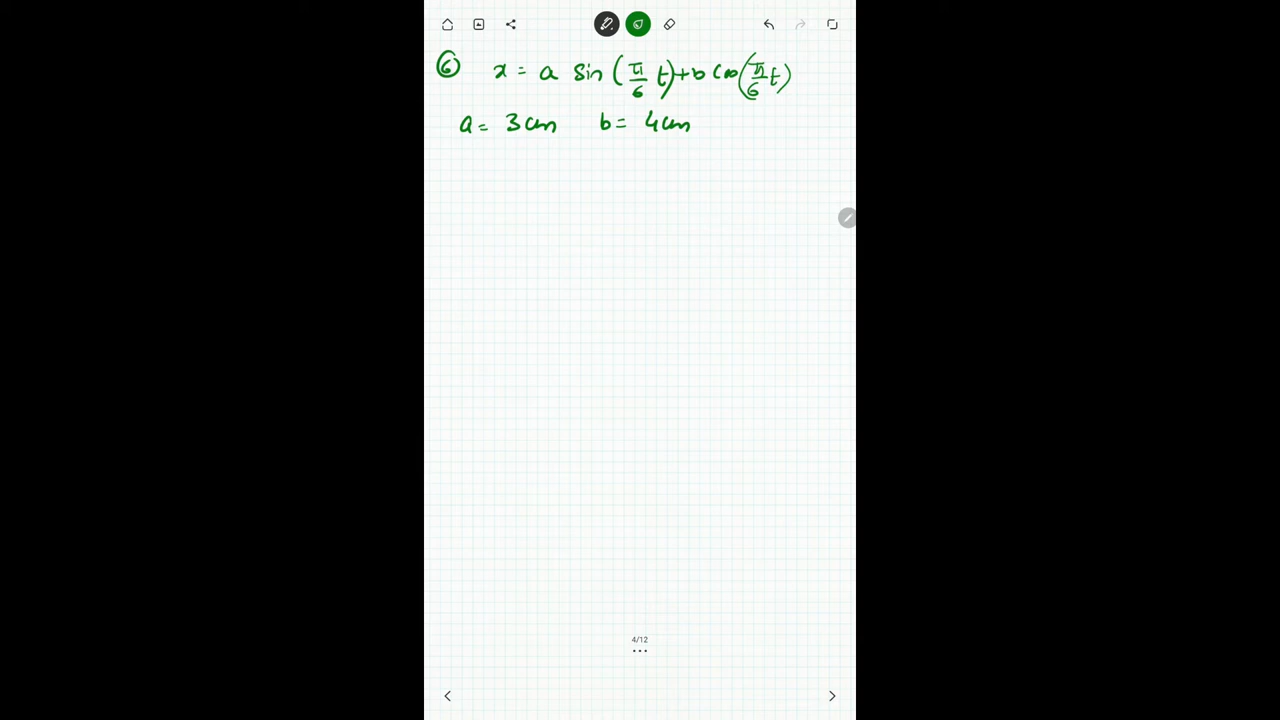 ⑥ x = a sin(π/6 t)+b cos(π/6 t)
a = 3cm b = 4cm
4/12